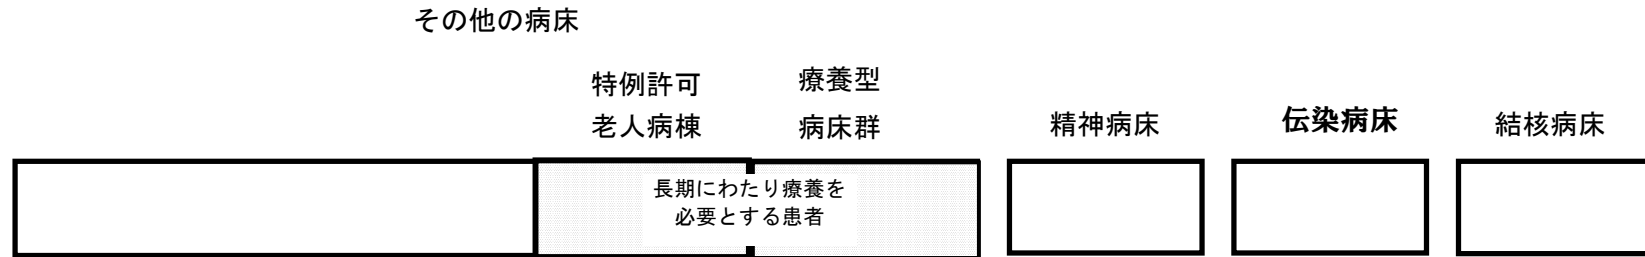 その他の病床
特例許可
老人病棟
療養型
病床群
精神病床
伝染病床
結核病床
長期にわたり療養を
必要とする患者